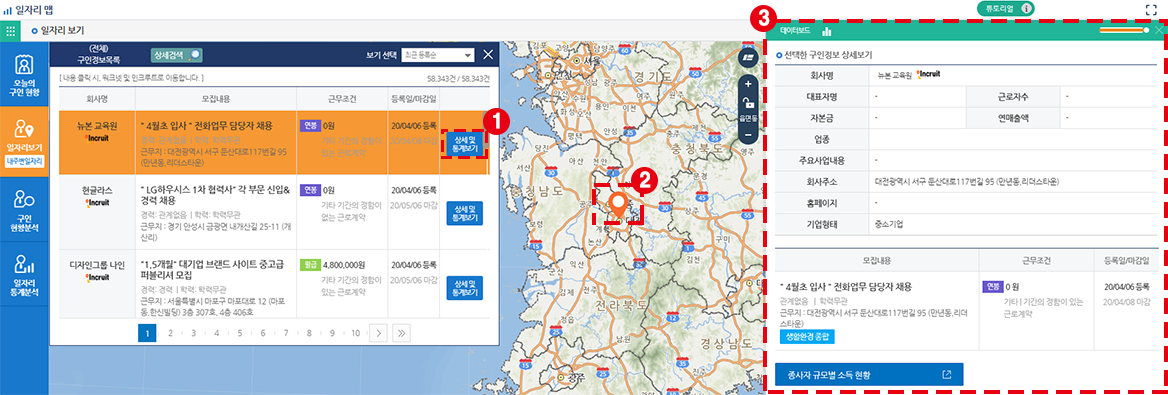 일자리 맵
튜토리얼 i
일자리 보기
오늘의
구인 현황
일자리보기
내주변일자리
구인
현황분석
일자리
통계분석
(전체)
구인정보목록
상세검색
보기 선택
최근 등록순
[ 내용 클릭 시, 워크넷 및 인크루트로 이동합니다. ]
58,343건 / 58,343건
회사명 모집내용 근무조건 등록일/마감일
뉴본 교육원
Incruit
" 4월초 입사 " 전화업무 담당자 채용
경력: 관계없음 | 학력: 학력무관
근무지 : 대전광역시 서구 둔산대로117번길 95
(만년동,리더스타운)
연봉 0원
기타 기간의 정함이
없는 근로계약
20/04/06 등록
20/04/08 마감
상세 및
통계보기
1
현글라스
Incruit
" LG하우시스 1차 협력사" 각 부문 신입&
경력 채용
경력: 관계없음 | 학력: 학력무관
근무지 : 경기 안성시 금광면 내개산길 25-11 (개
산리)
연봉 0원
기타 기간의 정함이
없는 근로계약
20/04/06 등록
20/05/06 마감
상세 및
통계보기
디자인그룹 나인
Incruit
"1,5개월" 대기업 브랜드 사이트 중고급
퍼블리셔 모집
경력: 관계없음 | 학력: 학력무관
근무지 : 서울특별시 마포구 마포대로 12 (마포
동,한신빌딩) 3층 307호, 4층 406호
월급 4,800,000원
기타 기간의 정함이
없는 근로계약
20/04/06 등록
20/05/06 마감
상세 및
통계보기
1 2 3 4 5 6 7 8 9 10
읍면동
경기도
충청북도
충청남도
전라북도
경상남도
2
3
데이터보드
선택한 구인정보 상세보기
회사명 뉴본 교육원 Incruit
대표자명 - 근로자수 -
자본금 - 연매출액 -
업종
주요사업내용 -
회사주소 대전광역시 서구 둔산대로117번길 95 (만년동,리더스타운)
홈페이지 -
기업형태 중소기업
모집내용 근무조건 등록일/마감일
" 4월초 입사 " 전화업무 담당자 채용
관계없음 | 학력무관
근무지 : 대전광역시 서구 둔산대로117번길 95 (만년동,리더
스타운)
생활환경 종합
연봉 0 원
기타 | 기간의 정함이 있는
근로계약
20/04/06 등록
20/04/08 마감
종사자 규모별 소득 현황